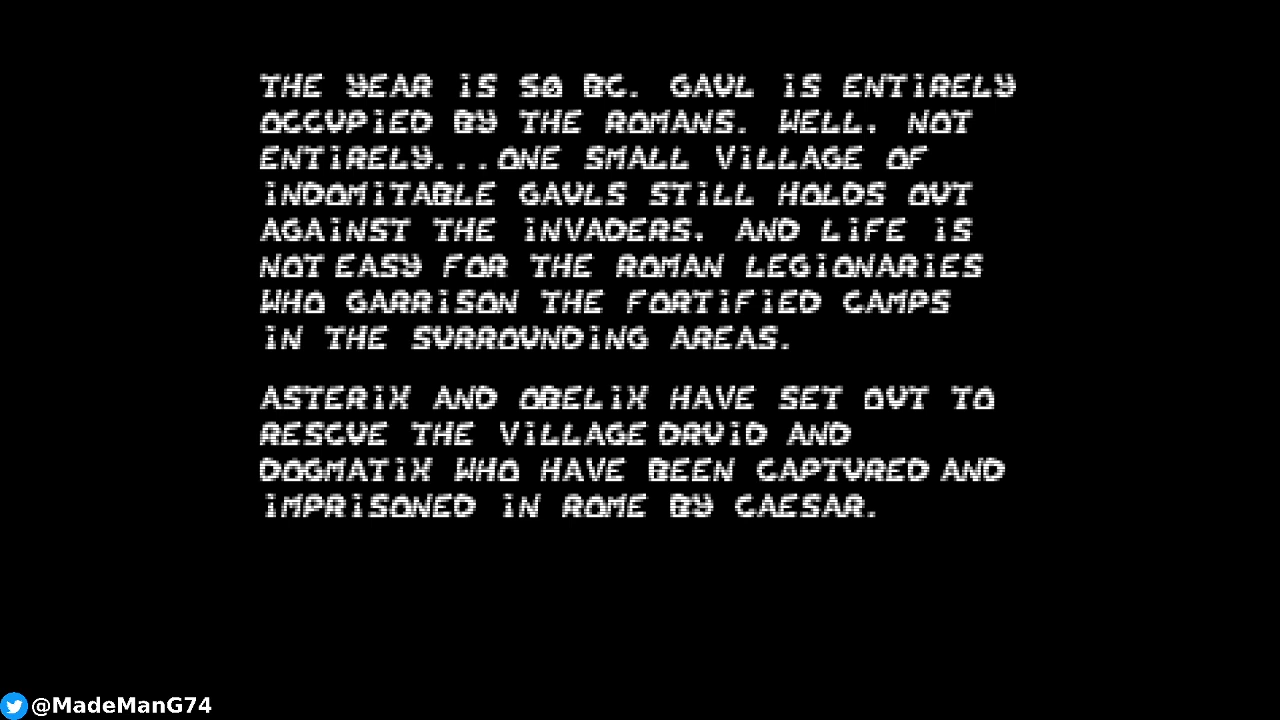 THE YEAR iS 50 BC. GAUL iS ENTiRELY
OCCUPiED BY THE ROMANS. WELL, NOT
ENTiRELY...ONE SMALL ViLLAGE OF
iNDOMiTABLE GAULS STiLL HOLDS OUT
AGAiNST THE iNVADERS. AND LiFE iS
NOT EASY FOR THE ROMAN LEGiONARiES
WHO GARRiSON THE FORTiFiED CAMPS
iN THE SURROUNDiNG AREAS.
ASTERiX AND OBELiX HAVE SET OUT TO
RESCUE THE ViLLAGE DRUiD AND
DOGMATiX WHO HAVE BEEN CAPTURED AND
iMPRiSONED iN ROME BY CAESAR.
@MadeManG74